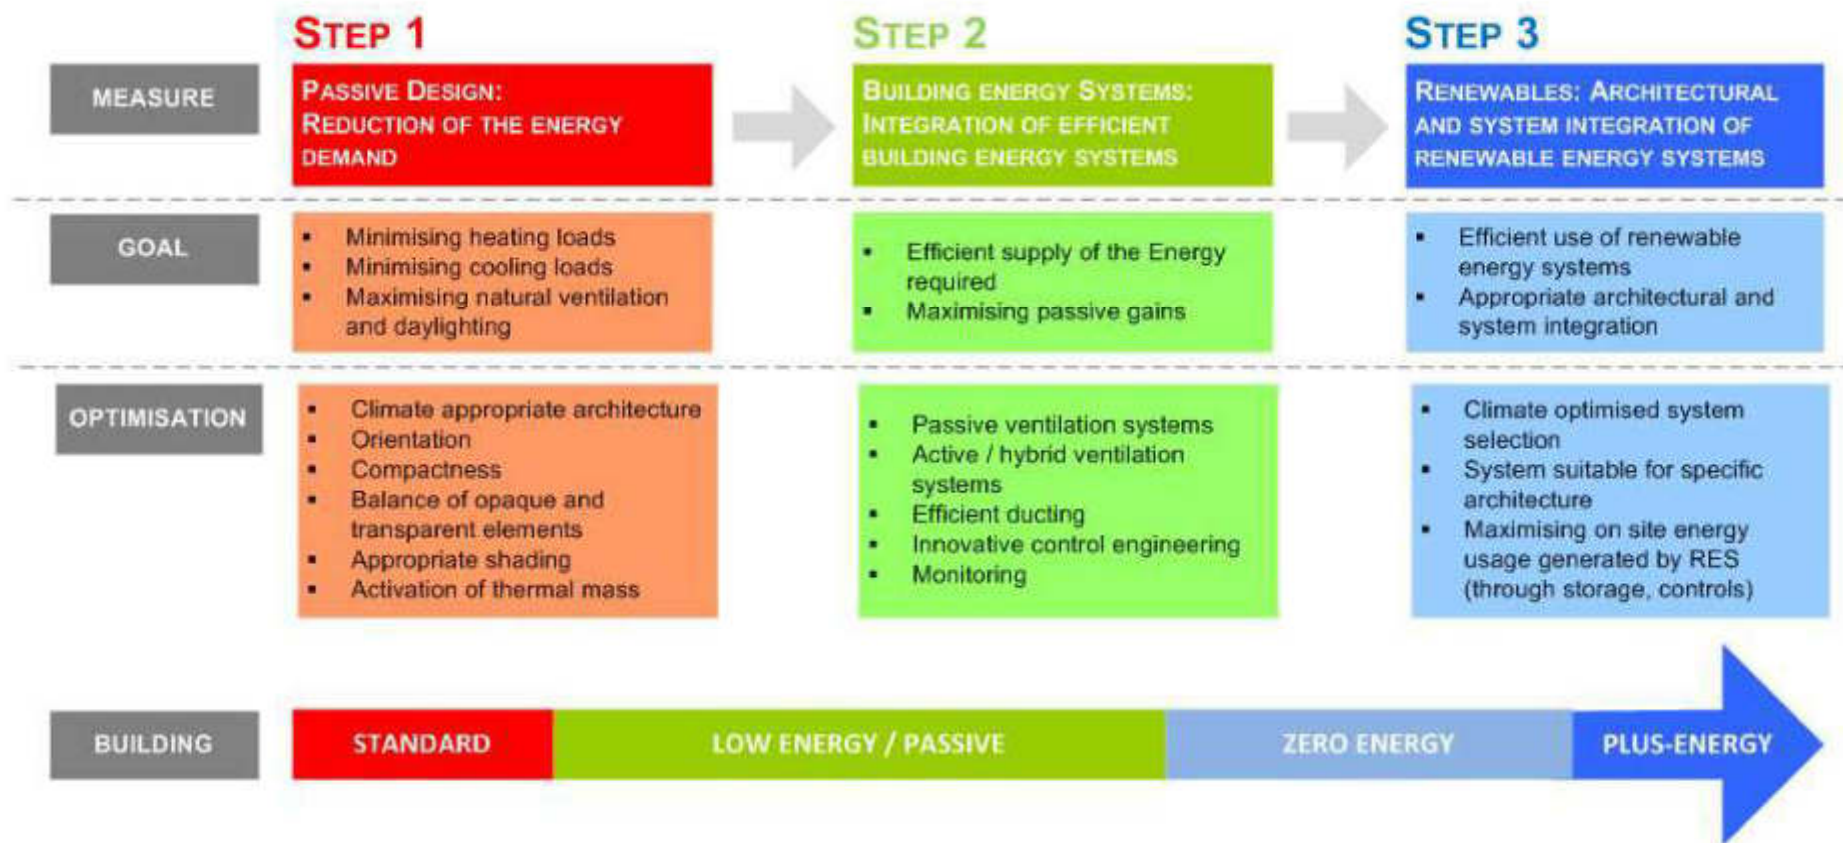 STEP 1
STEP 2
STEP 3
MEASURE
PASSIVE DESIGN:
REDUCTION OF THE ENERGY
DEMAND
BUILDING ENERGY SYSTEMS:
INTEGRATION OF EFFICIENT
BUILDING ENERGY SYSTEMS
RENEWABLES: ARCHITECTURAL
AND SYSTEM INTEGRATION OF
RENEWABLE ENERGY SYSTEMS
GOAL
▪ Minimising heating loads
▪ Minimising cooling loads
▪ Maximising natural ventilation
and daylighting
▪ Efficient supply of the Energy
required
▪ Maximising passive gains
▪ Efficient use of renewable
energy systems
▪ Appropriate architectural and
system integration
OPTIMISATION
▪ Climate appropriate architecture
▪ Orientation
▪ Compactness
▪ Balance of opaque and
transparent elements
▪ Appropriate shading
▪ Activation of thermal mass
▪ Passive ventilation systems
▪ Active / hybrid ventilation
systems
▪ Efficient ducting
▪ Innovative control engineering
▪ Monitoring
▪ Climate optimised system
selection
▪ System suitable for specific
architecture
▪ Maximising on site energy
usage generated by RES
(through storage, controls)
BUILDING
STANDARD
LOW ENERGY / PASSIVE
ZERO ENERGY
PLUS-ENERGY